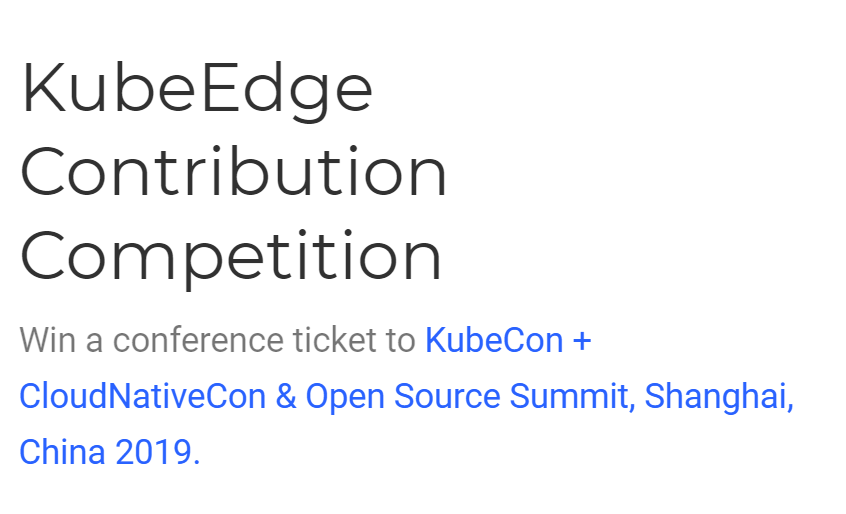 KubeEdge
Contribution
Competition
Win a conference ticket to KubeCon +
CloudNativeCon & Open Source Summit, Shanghai,
China 2019.